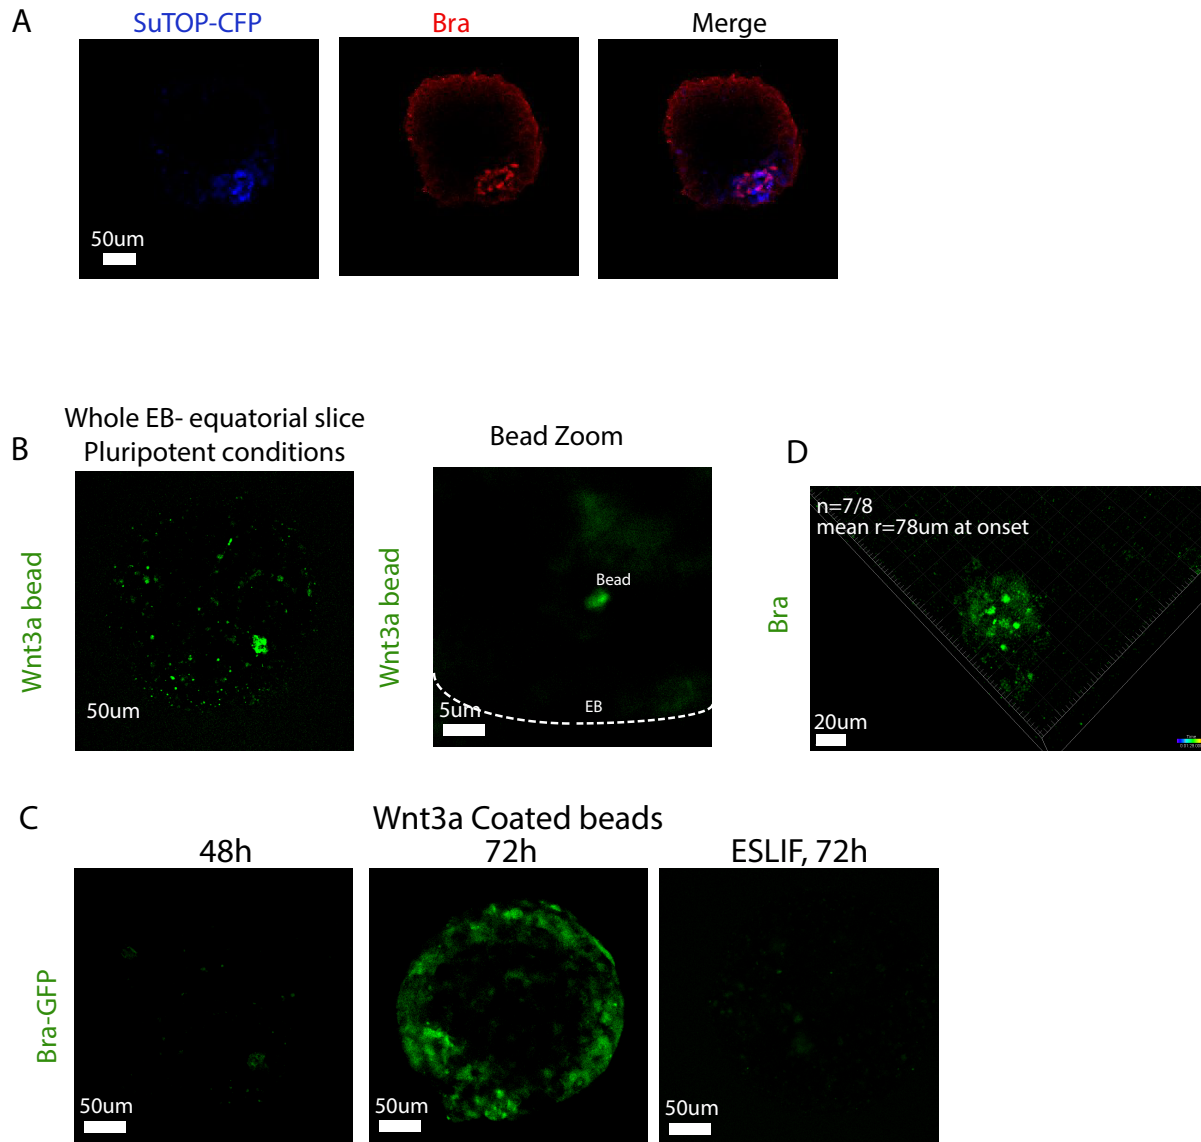 A
SuTOP-CFP
Bra
Merge
50um
Whole EB- equatorial slice
Pluripotent conditions
B
Bead Zoom
D
Wnt3a bead
50um
Wnt3a bead
Bead
EB
5um
n=7/8
mean r=78um at onset
Bra
20um
C
Wnt3a Coated beads
48h
72h
ESLIF, 72h
Bra-GFP
50um
50um
50um